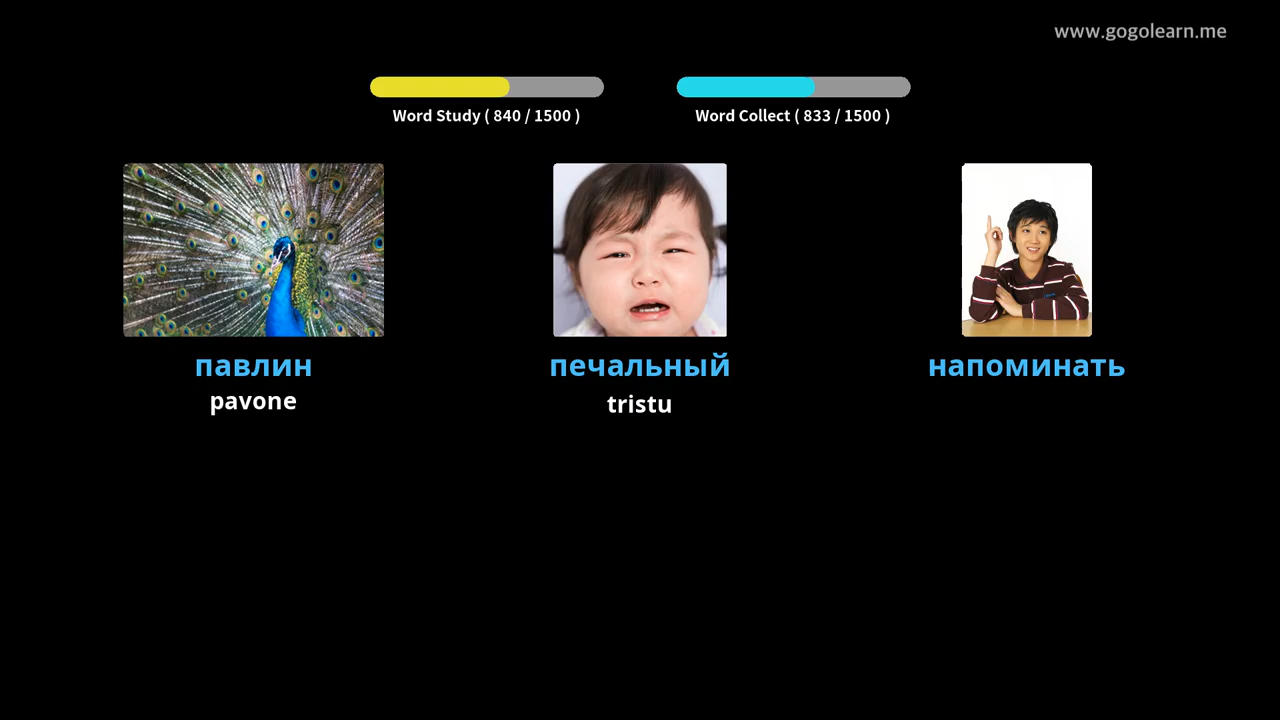 www.gogolearn.me
Word Study ( 840 / 1500 )
Word Collect ( 833 / 1500 )
павлин
печальный
напоминать
pavone
tristu